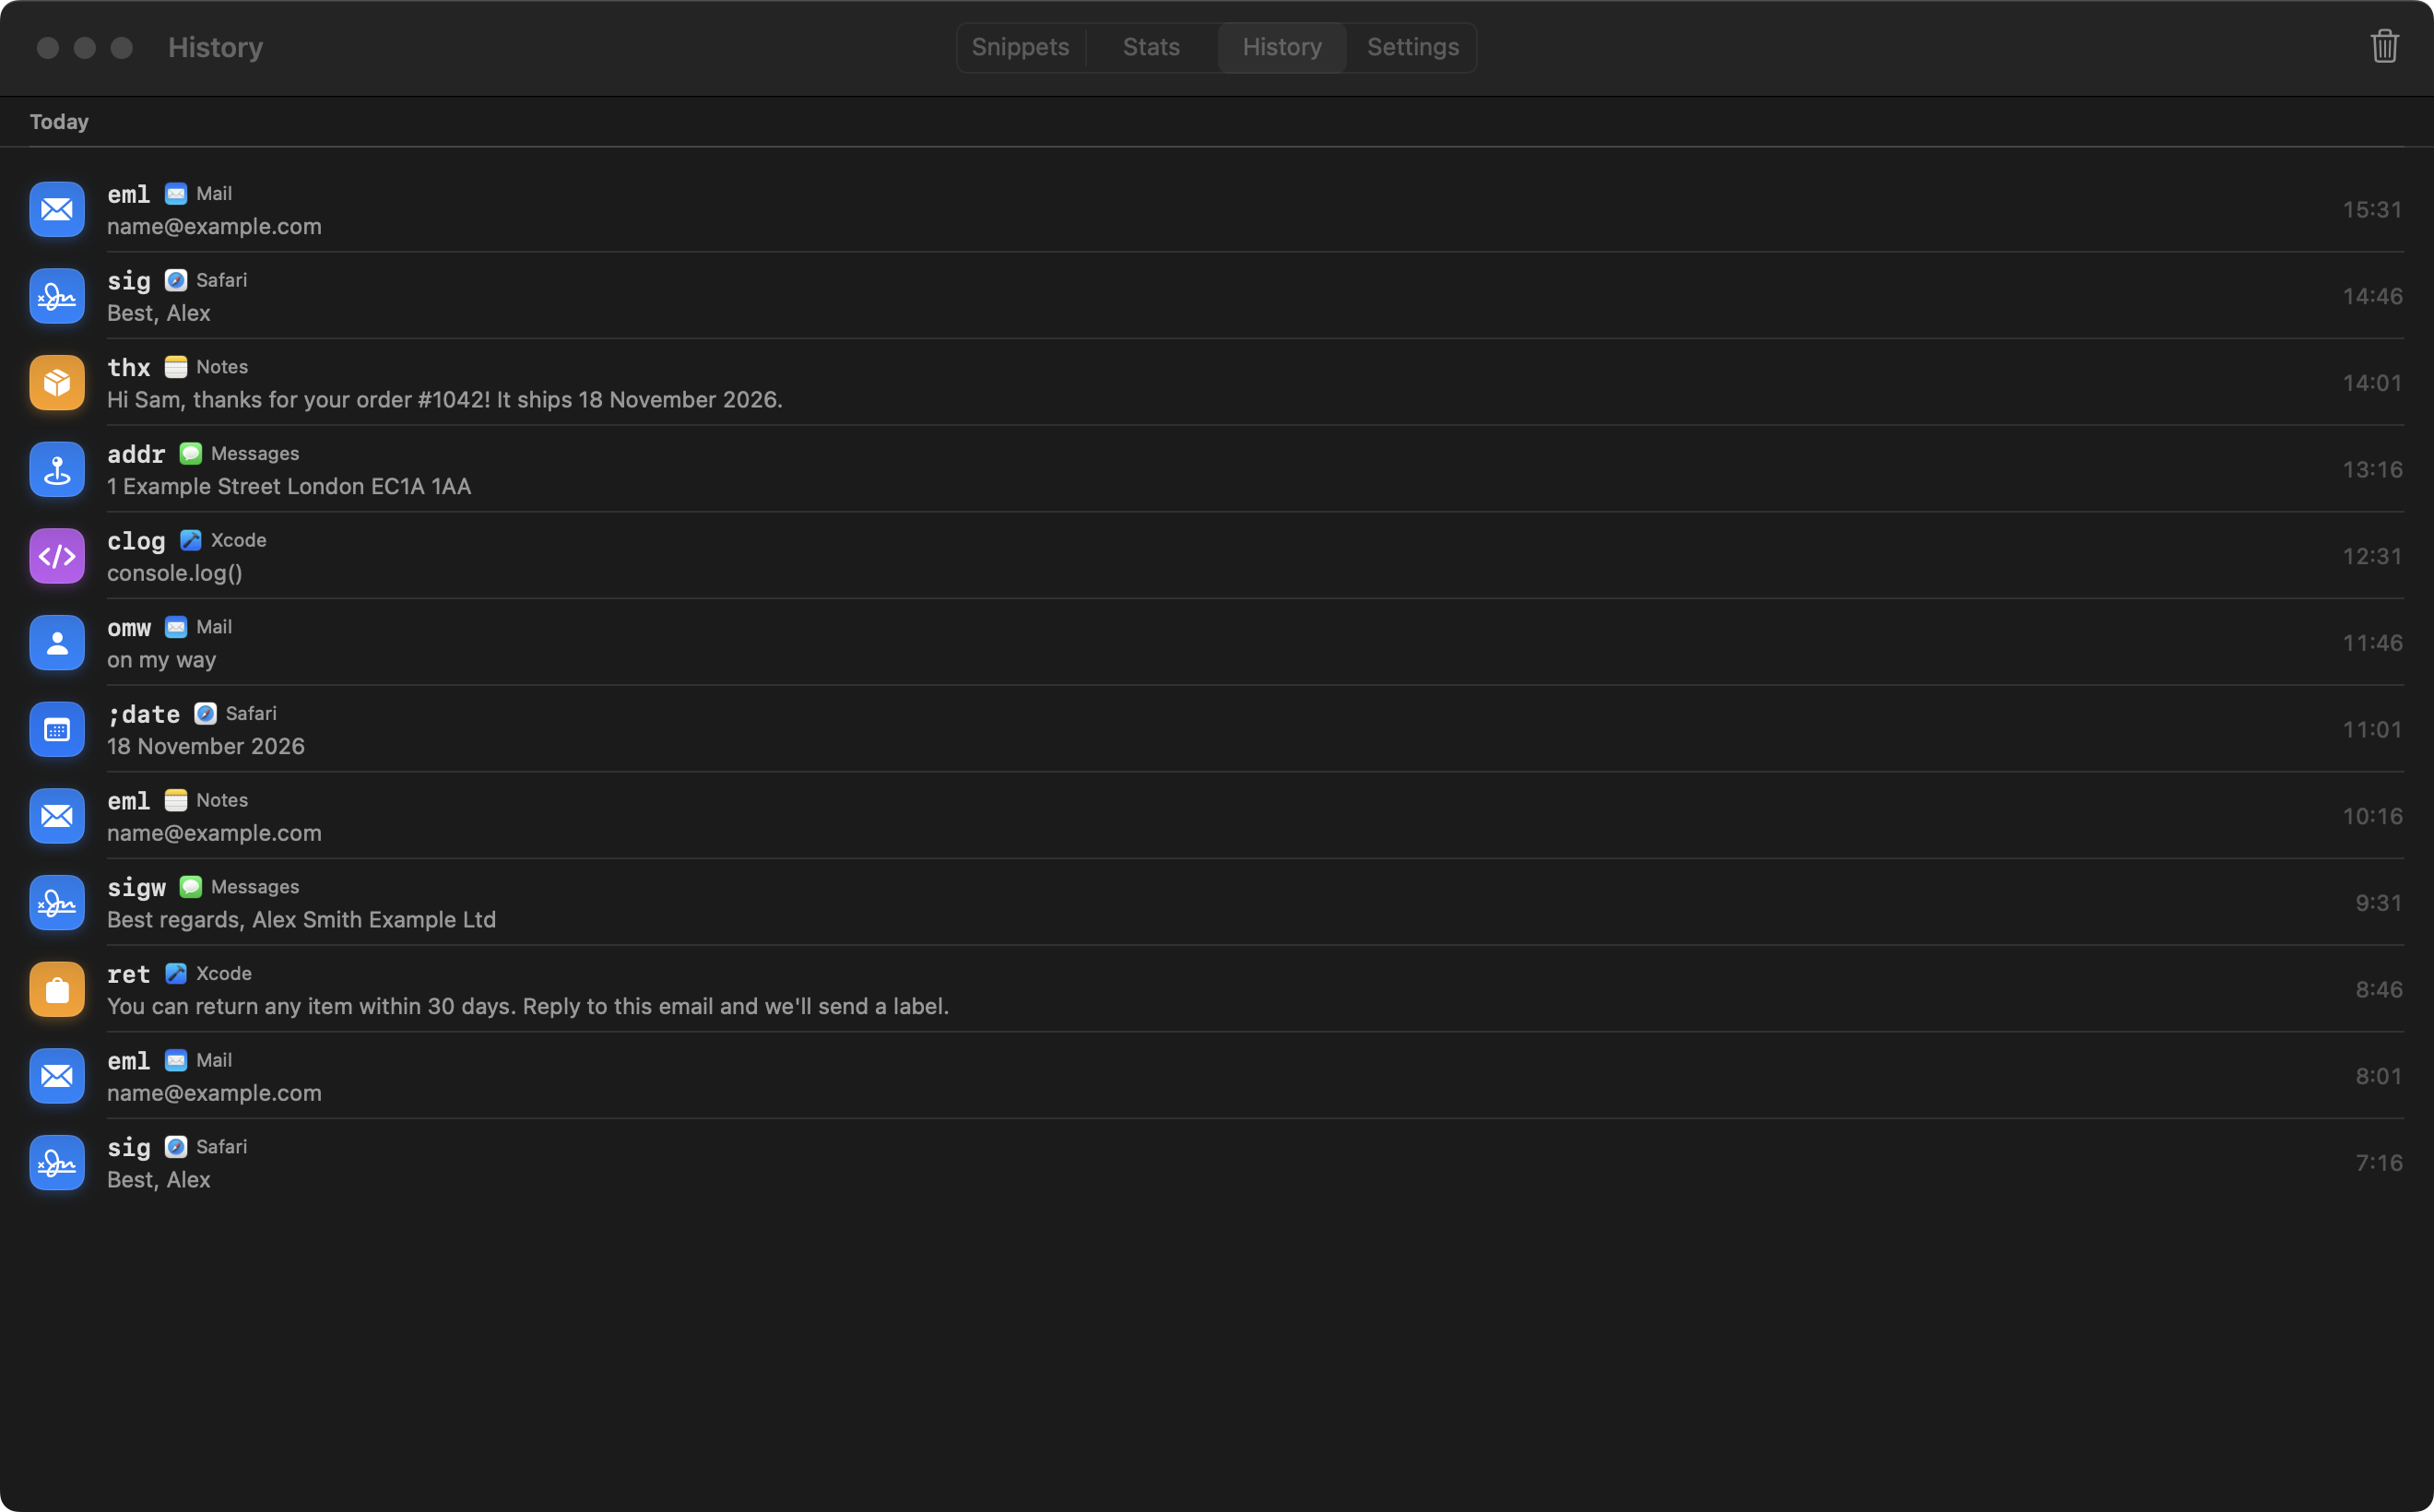 History
Snippets Stats History Settings
Today
eml Mail
name@example.com
15:31
sig Safari
Best, Alex
14:46
thx Notes
Hi Sam, thanks for your order #1042! It ships 18 November 2026.
14:01
addr Messages
1 Example Street London EC1A 1AA
13:16
clog Xcode
console.log()
12:31
omw Mail
on my way
11:46
;date Safari
18 November 2026
11:01
eml Notes
name@example.com
10:16
sigw Messages
Best regards, Alex Smith Example Ltd
9:31
ret Xcode
You can return any item within 30 days. Reply to this email and we'll send a label.
8:46
eml Mail
name@example.com
8:01
sig Safari
Best, Alex
7:16